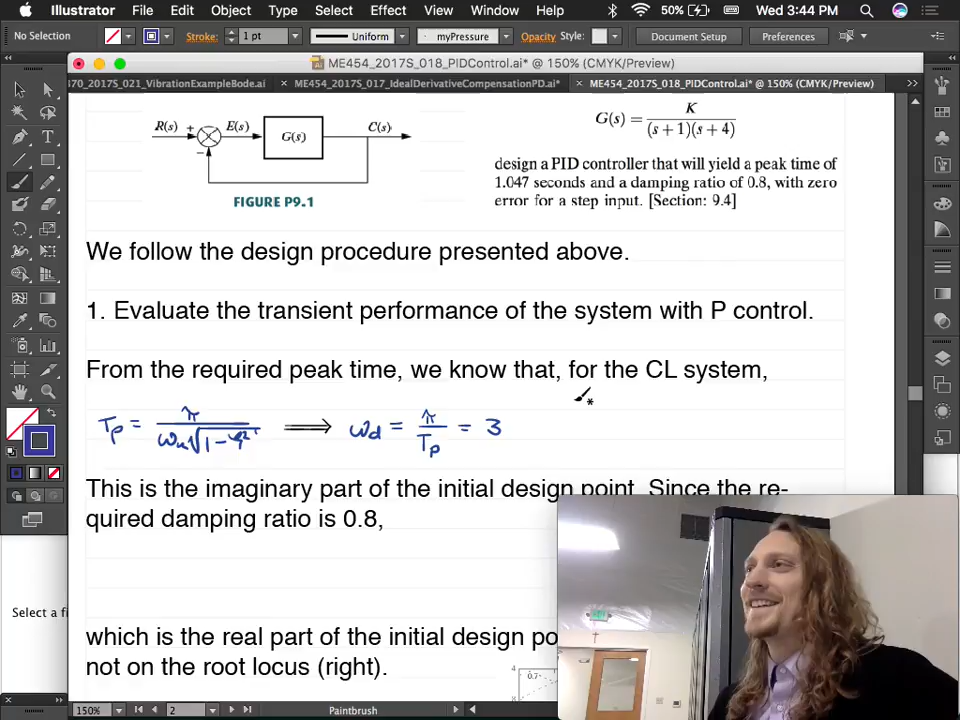 Illustrator File Edit Object Type Select Effect View Window Help 50% Wed 3:44 PM
No Selection Stroke: 1 pt Uniform myPressure Opacity Style: Document Setup Preferences
ME454_2017S_018_PIDControl.ai* @ 150% (CMYK/Preview)
70_2017S_021_VibrationExampleBode.ai ME454_2017S_017_IdealDerivativeCompensationPD.ai* ME454_2017S_018_PIDControl.ai* @ 150% (CMYK/Preview)
R(s) + E(s) G(s) C(s)
−
FIGURE P9.1
G(s) = K / (s + 1)(s + 4)
design a PID controller that will yield a peak time of
1.047 seconds and a damping ratio of 0.8, with zero
error for a step input. [Section: 9.4]
We follow the design procedure presented above.
1. Evaluate the transient performance of the system with P control.
From the required peak time, we know that, for the CL system,
Tp = π / ωn√1-ζ² ⟹ ωd = π / Tp = 3
This is the imaginary part of the initial design point. Since the re-
quired damping ratio is 0.8,
Select a fi
which is the real part of the initial design po
not on the root locus (right).
4
0.7
150% 2 Paintbrush